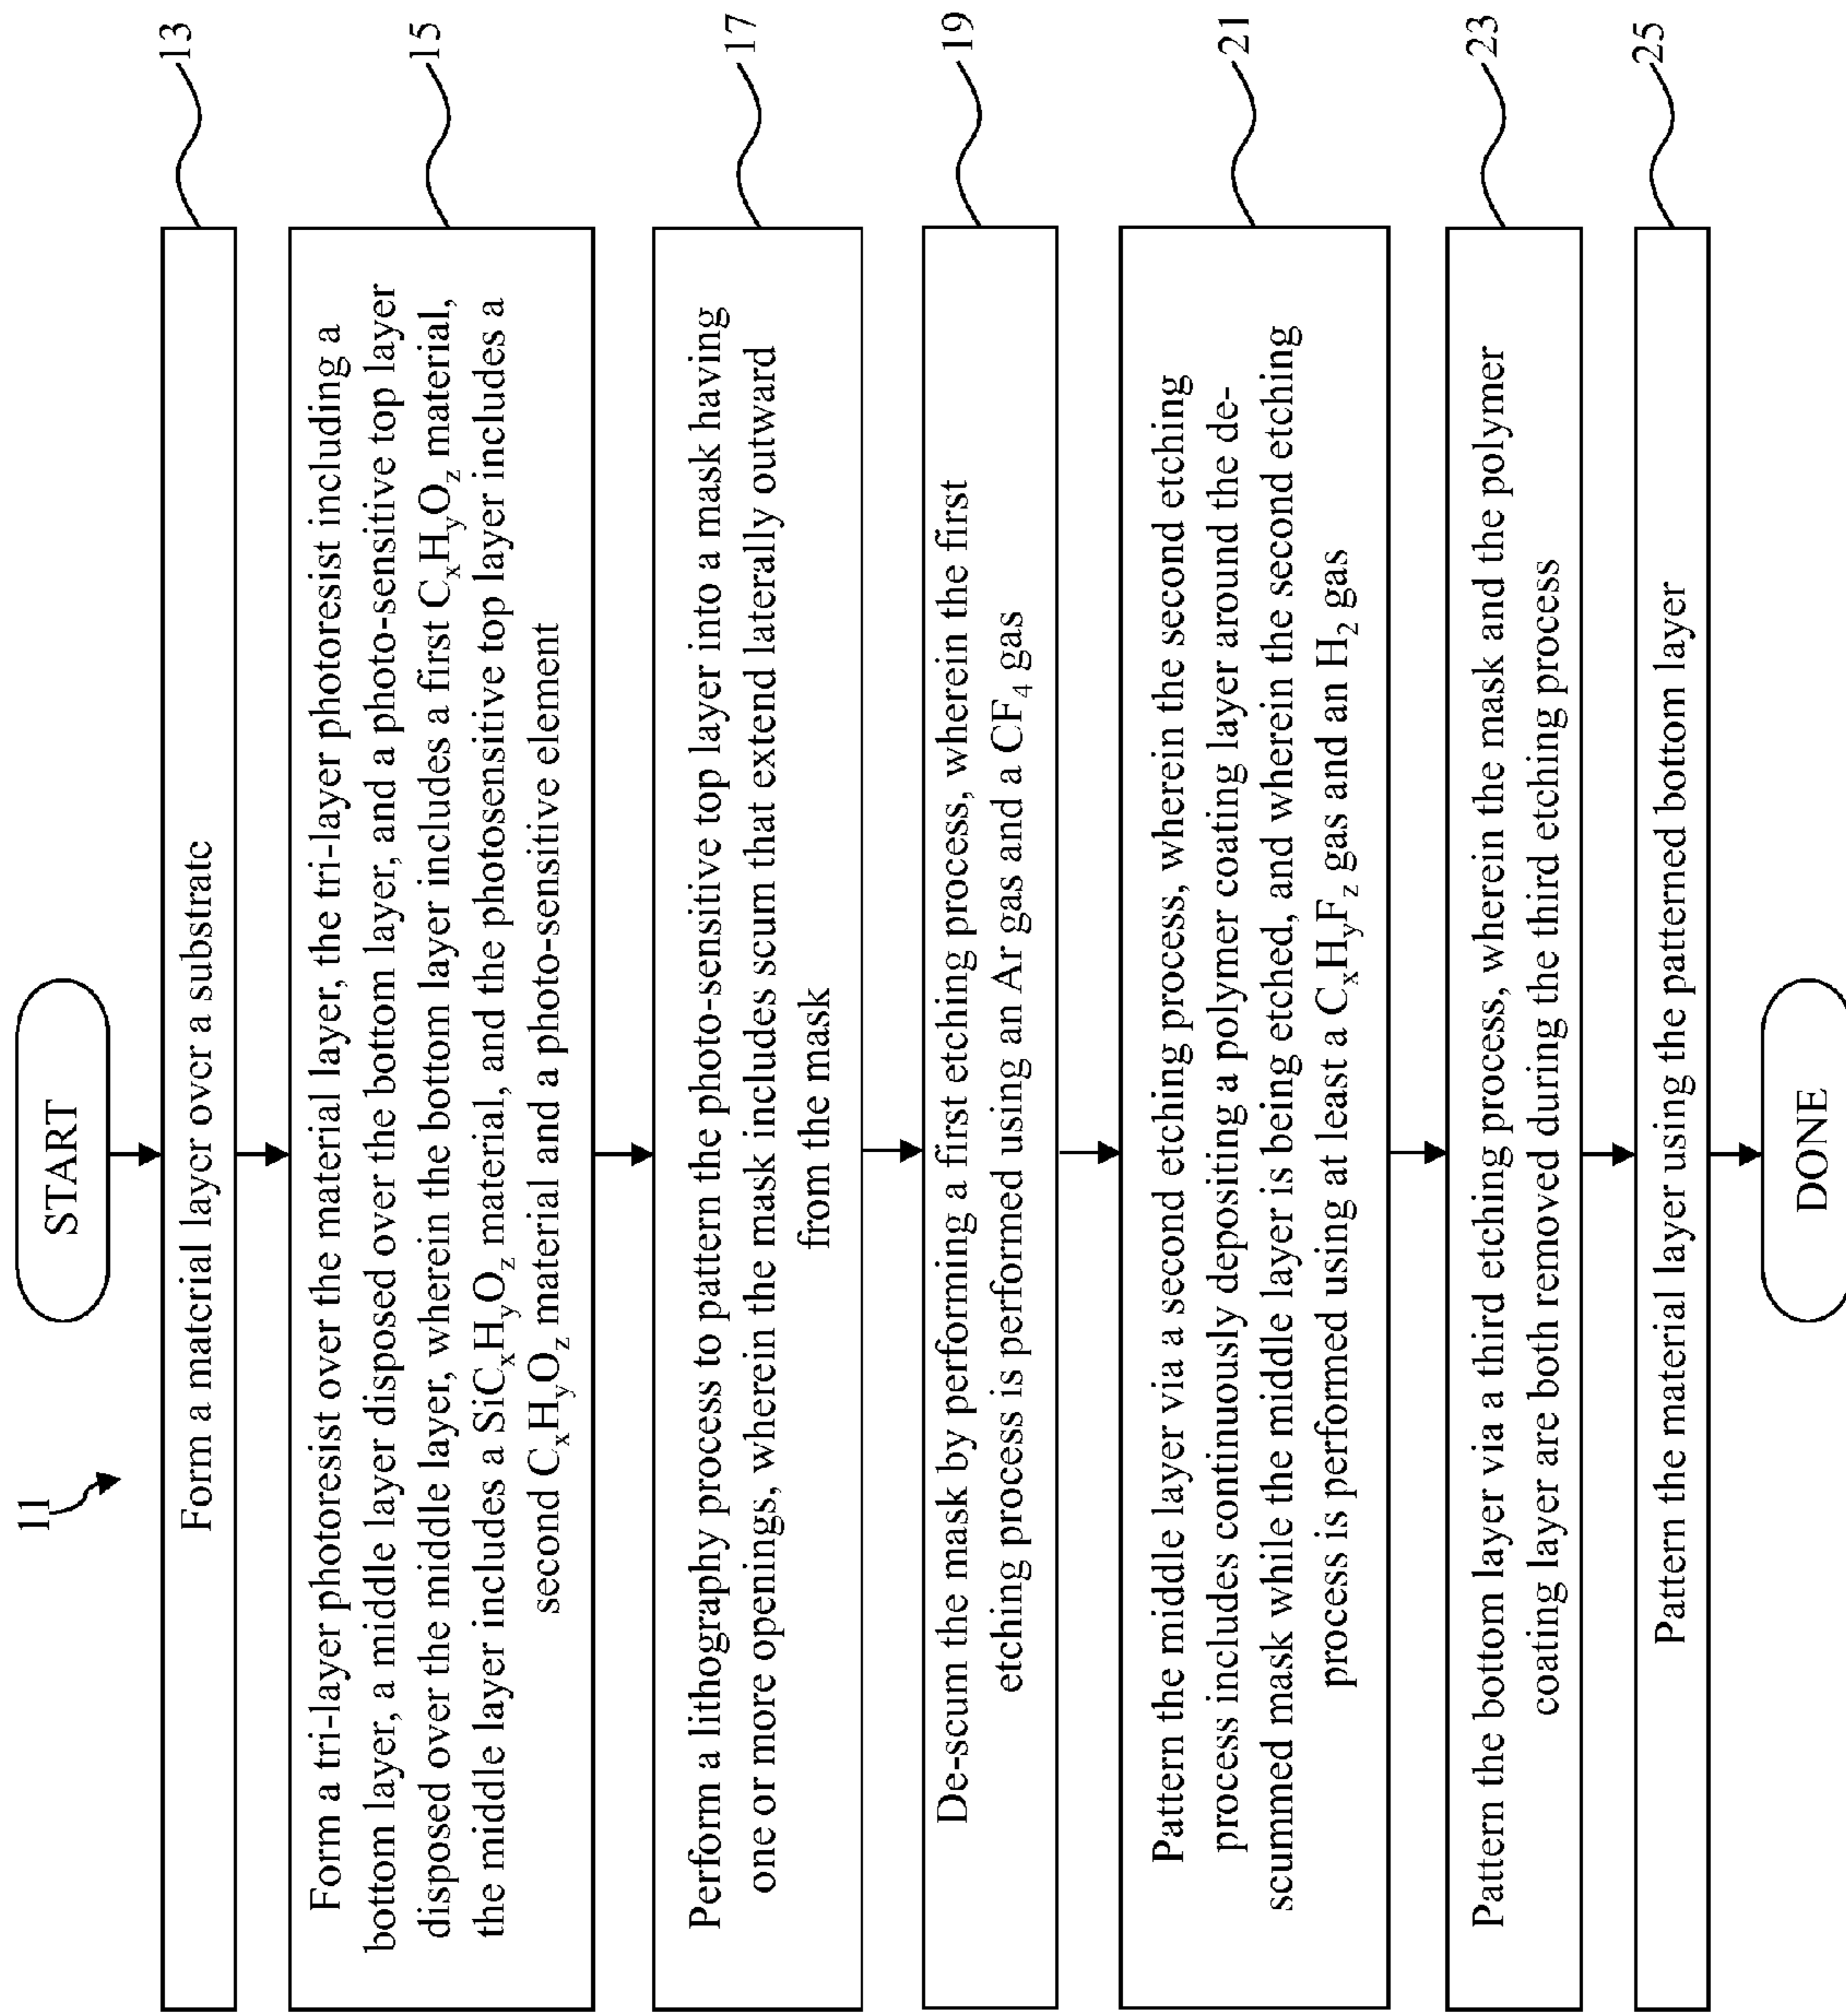 11
START
Form a material layer over a substrate
13
Form a tri-layer photoresist over the material layer, the tri-layer photoresist including a
bottom layer, a middle layer disposed over the bottom layer, and a photo-sensitive top layer
disposed over the middle layer, wherein the bottom layer includes a first CₓHᵧO_z material,
the middle layer includes a SiCₓHᵧO_z material, and the photosensitive top layer includes a
second CₓHᵧO_z material and a photo-sensitive element
15
Perform a lithography process to pattern the photo-sensitive top layer into a mask having
one or more openings, wherein the mask includes scum that extend laterally outward
from the mask
17
De-scum the mask by performing a first etching process, wherein the first
etching process is performed using an Ar gas and a CF₄ gas
19
Pattern the middle layer via a second etching process, wherein the second etching
process includes continuously depositing a polymer coating layer around the de-
scummed mask while the middle layer is being etched, and wherein the second etching
process is performed using at least a CₓHᵧF_z gas and an H₂ gas
21
Pattern the bottom layer via a third etching process, wherein the mask and the polymer
coating layer are both removed during the third etching process
23
Pattern the material layer using the patterned bottom layer
25
DONE